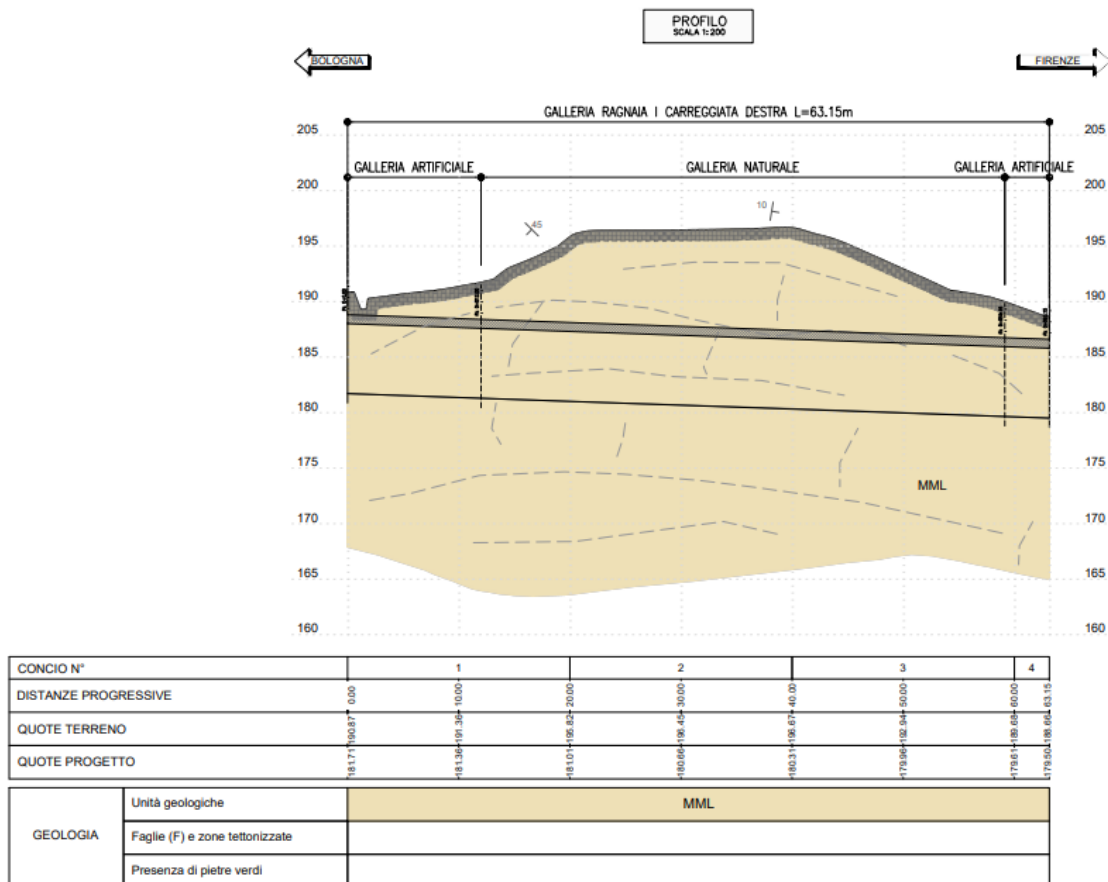 PROFILO
SCALA 1:200
BOLOGNA
FIRENZE
GALLERIA RAGNAIA I CARREGGIATA DESTRA L=63.15m
205 205
GALLERIA ARTIFICIALE GALLERIA NATURALE GALLERIA ARTIFICIALE
200 200
45 10
195 195
190 190
185 185
180 180
175 175
MML
170 170
165 165
160 160
CONCIO N° 1 2 3 4
DISTANZE PROGRESSIVE 0.00 10.00 20.00 30.00 40.00 50.00 60.00 63.15
QUOTE TERRENO 190.87 191.36 195.82 196.45 196.67 192.94 189.68 188.66
QUOTE PROGETTO 181.71 181.36 181.01 180.66 180.31 179.96 179.61 179.50
GEOLOGIA
Unità geologiche MML
Faglie (F) e zone tettonizzate
Presenza di pietre verdi